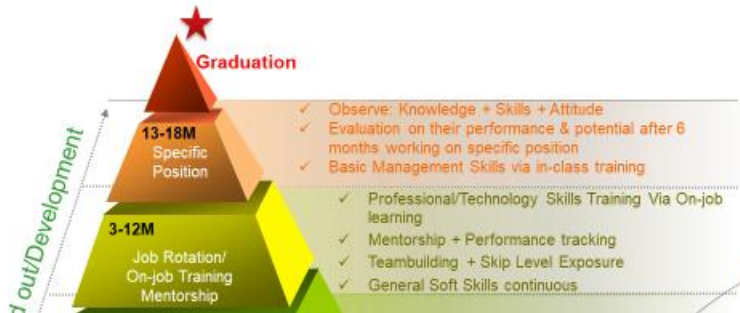 Graduation
13-18M
Specific
Position
✓ Observe: Knowledge + Skills + Attitude
✓ Evaluation on their performance & potential after 6
months working on specific position
✓ Basic Management Skills via in-class training
3-12M
Job Rotation/
On-job Training
Mentorship
✓ Professional/Technology Skills Training Via On-job
learning
✓ Mentorship + Performance tracking
✓ Teambuilding + Skip Level Exposure
✓ General Soft Skills continuous
out/Development